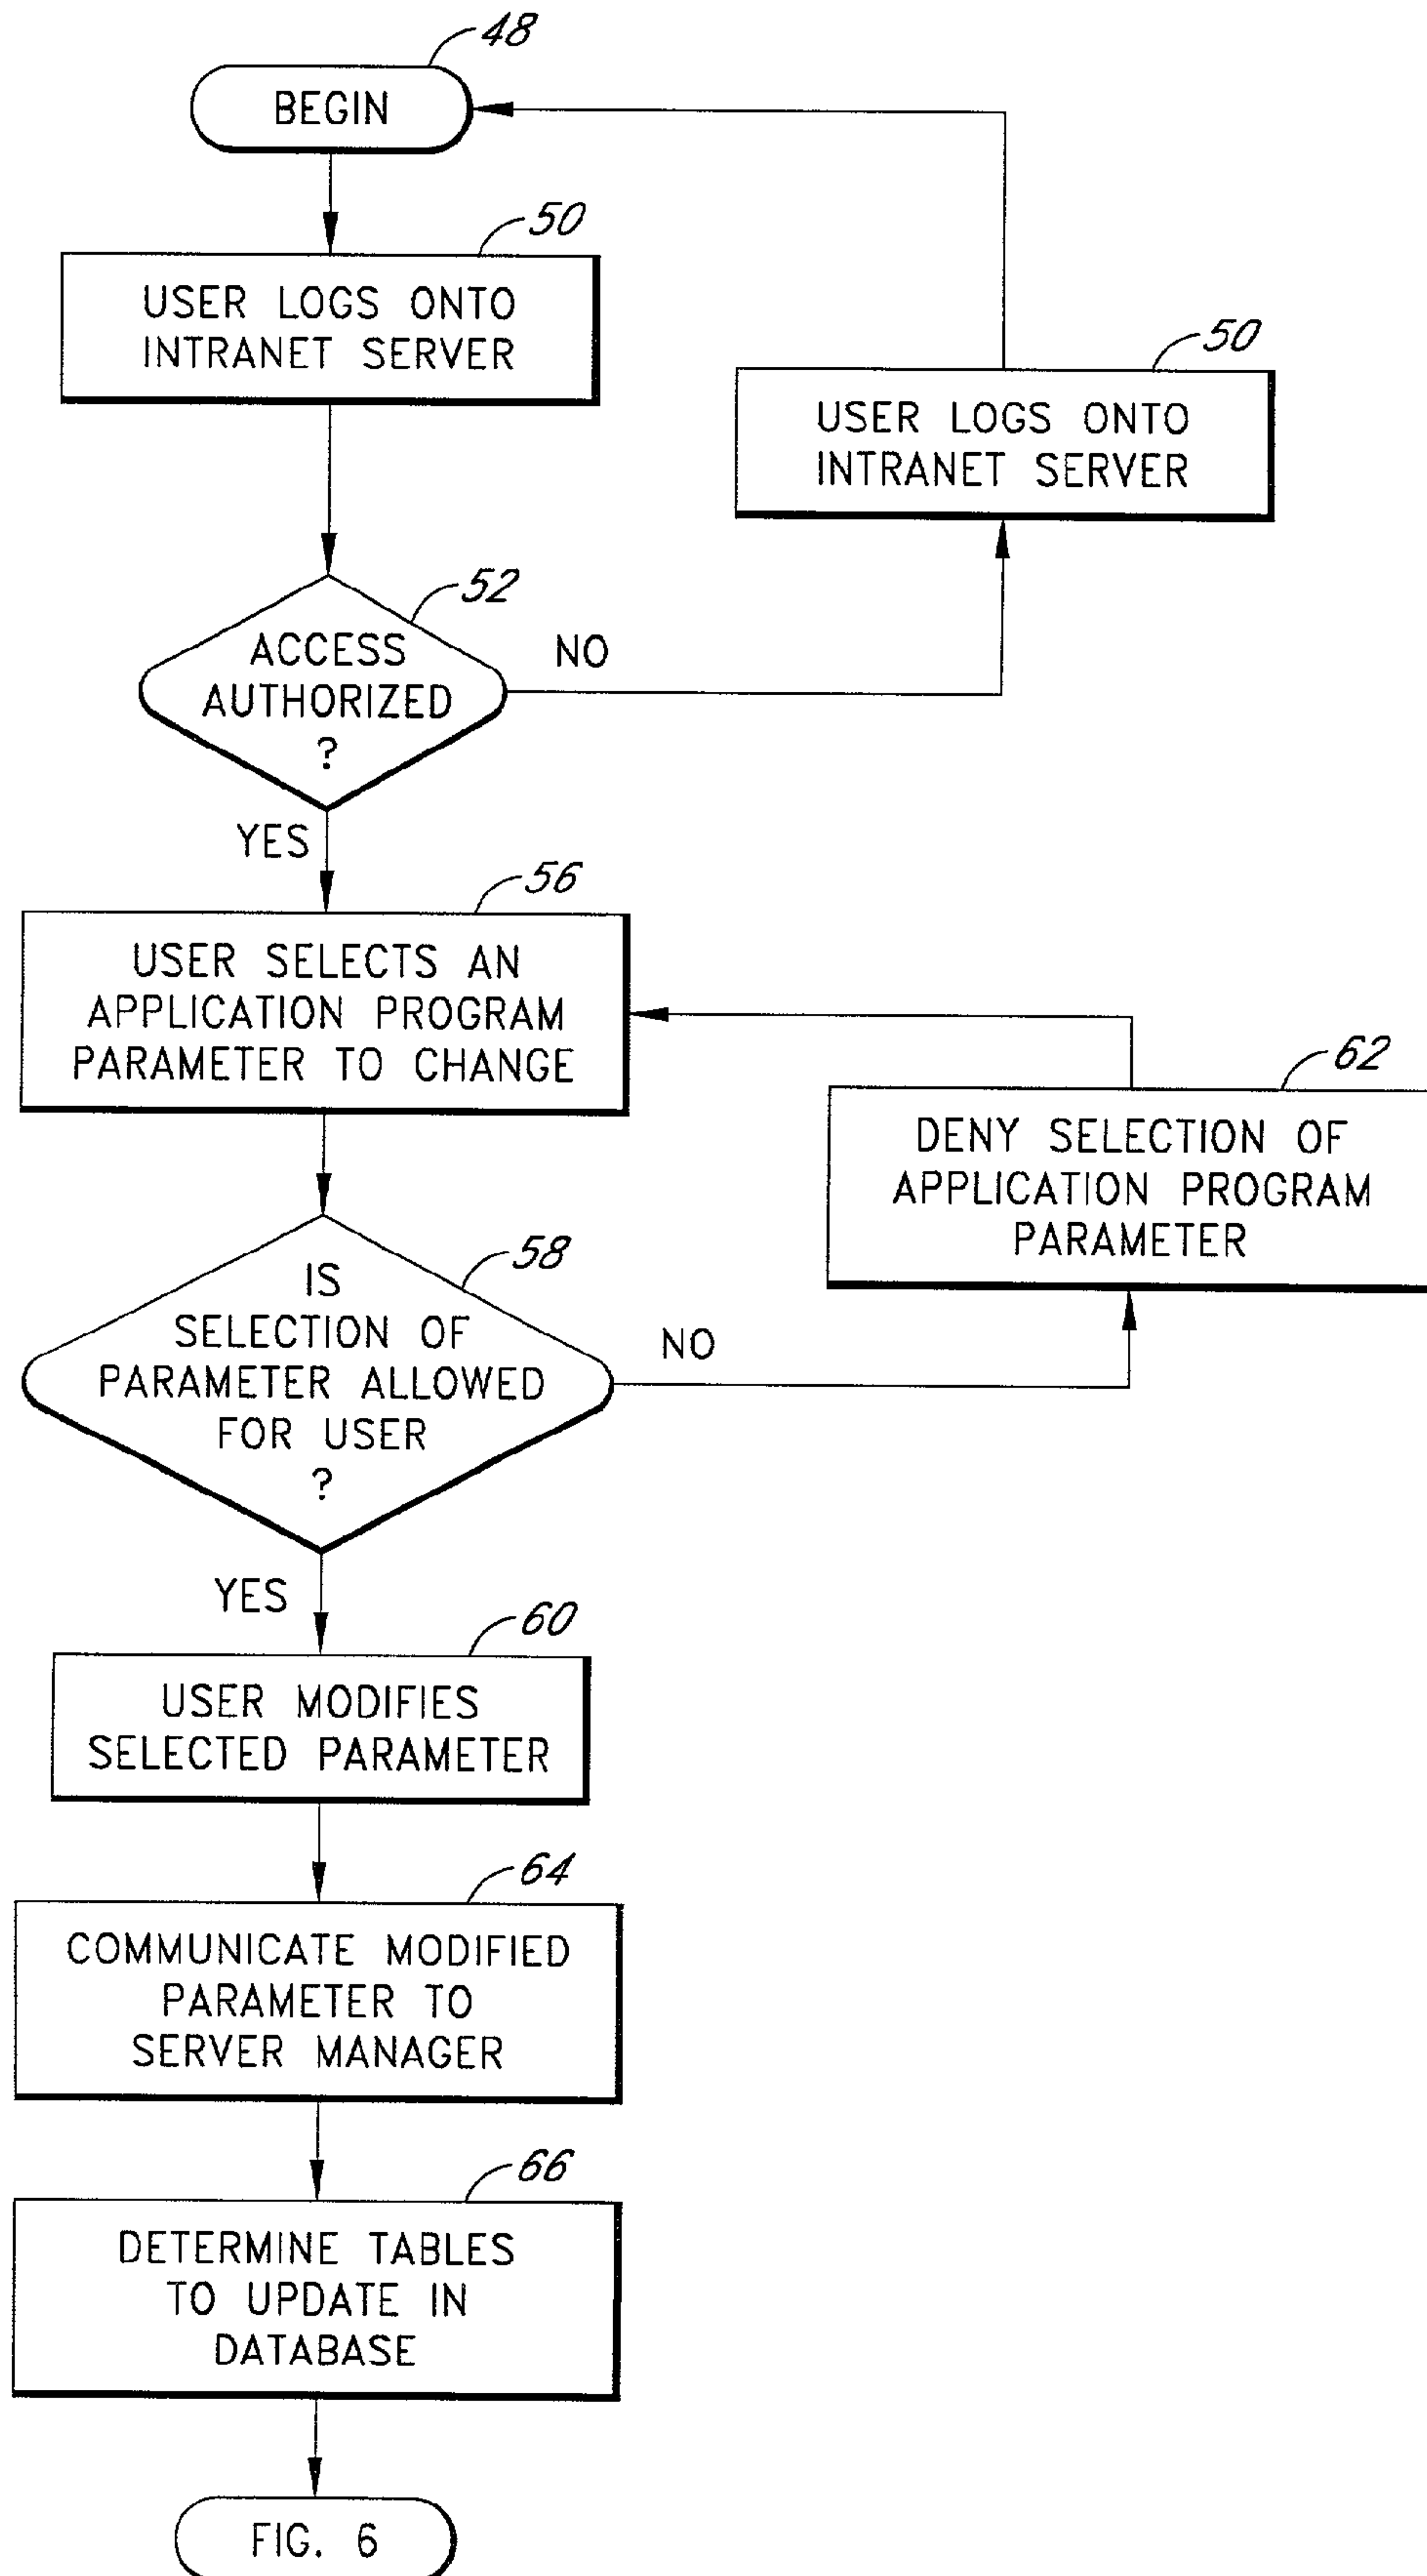 48
BEGIN
50
USER LOGS ONTO
INTRANET SERVER
50
USER LOGS ONTO
INTRANET SERVER
52
ACCESS
AUTHORIZED
?
NO
YES
56
USER SELECTS AN
APPLICATION PROGRAM
PARAMETER TO CHANGE
62
DENY SELECTION OF
APPLICATION PROGRAM
PARAMETER
58
IS
SELECTION OF
PARAMETER ALLOWED
FOR USER
?
NO
YES
60
USER MODIFIES
SELECTED PARAMETER
64
COMMUNICATE MODIFIED
PARAMETER TO
SERVER MANAGER
66
DETERMINE TABLES
TO UPDATE IN
DATABASE
FIG. 6